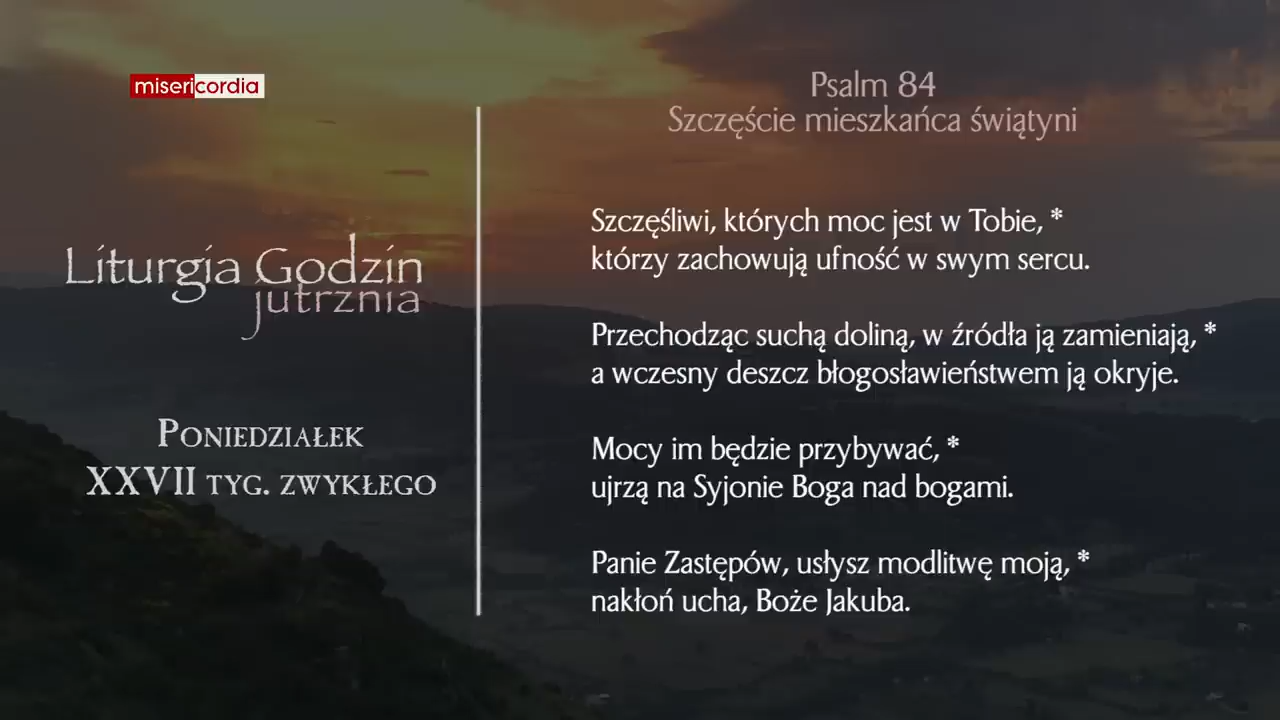 misericordia
Liturgia Godzin
jutrznia
Poniedziałek
XXVII tyg. zwykłego
Psalm 84
Szczęście mieszkańca świątyni
Szczęśliwi, których moc jest w Tobie, *
którzy zachowują ufność w swym sercu.
Przechodząc suchą doliną, w źródła ją zamieniają, *
a wczesny deszcz błogosławieństwem ją okryje.
Mocy im będzie przybywać, *
ujrzą na Syjonie Boga nad bogami.
Panie Zastępów, usłysz modlitwę moją, *
nakłoń ucha, Boże Jakuba.